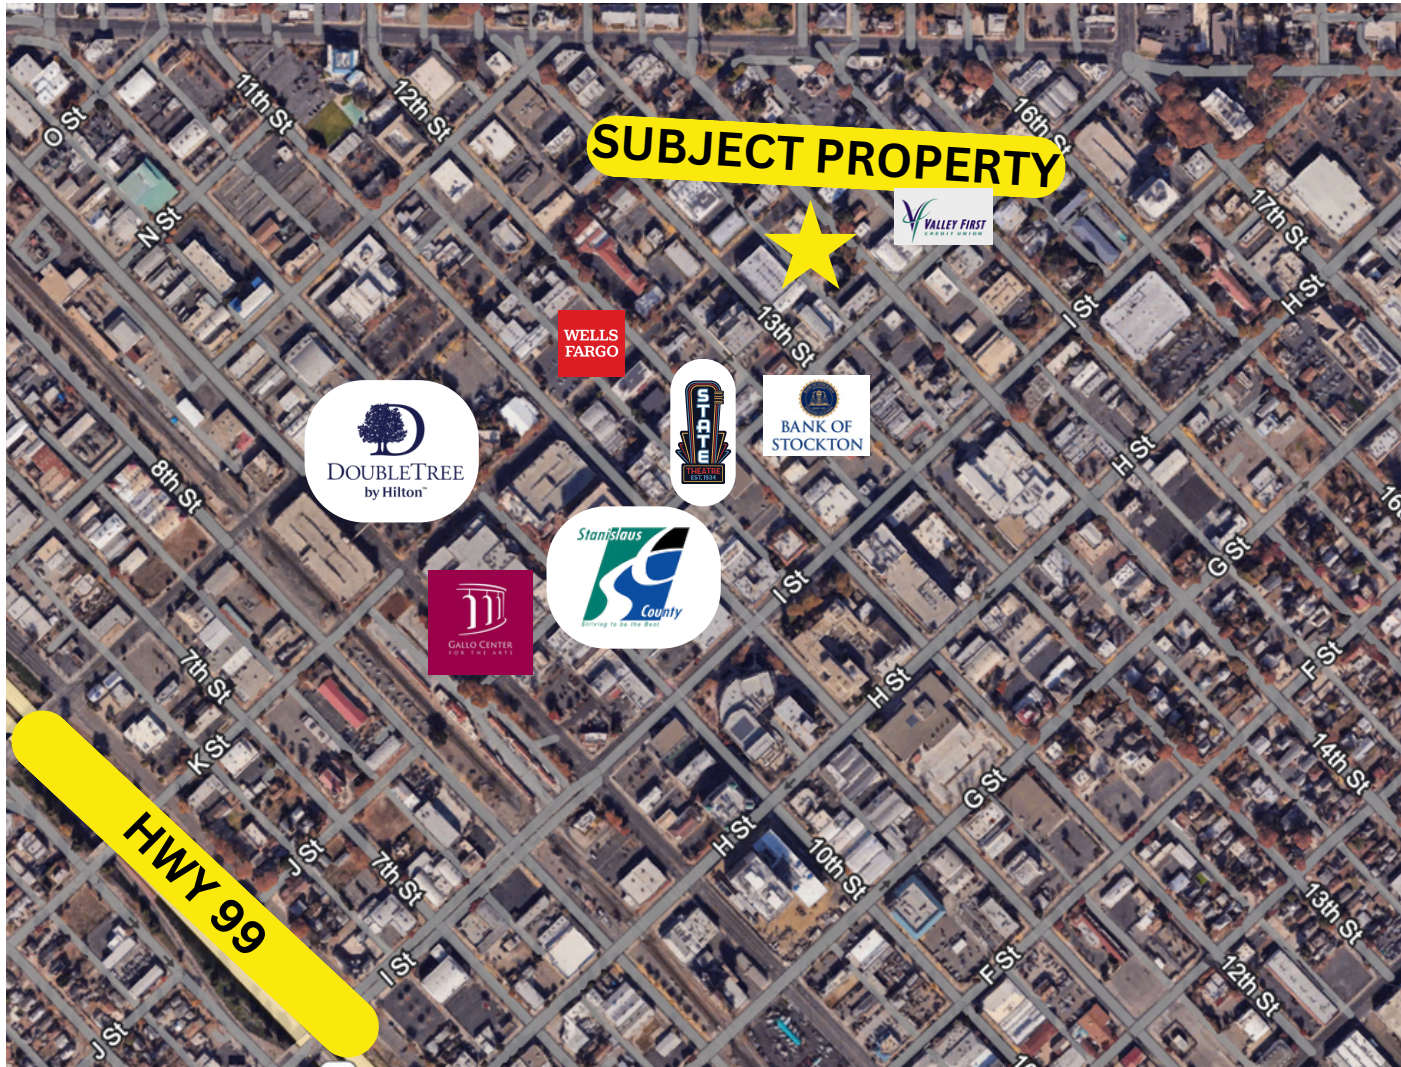 O St
11th St
12th St
SUBJECT PROPERTY
16th St
VALLEY FIRST
CREDIT UNION
17th St
N St
H St
I St
13th St
WELLS
FARGO
STATE
THEATRE
EST. 1934
BANK OF
STOCKTON
DOUBLETREE
by Hilton™
H St
8th St
16
Stanislaus
County
Striving to be the Best
I St
G St
GALLO CENTER
FOR THE ARTS
F St
7th St
H St
K St
14th St
G St
HWY 99
J St
H St
10th St
7th St
13th St
I St
F St
12th St
J St